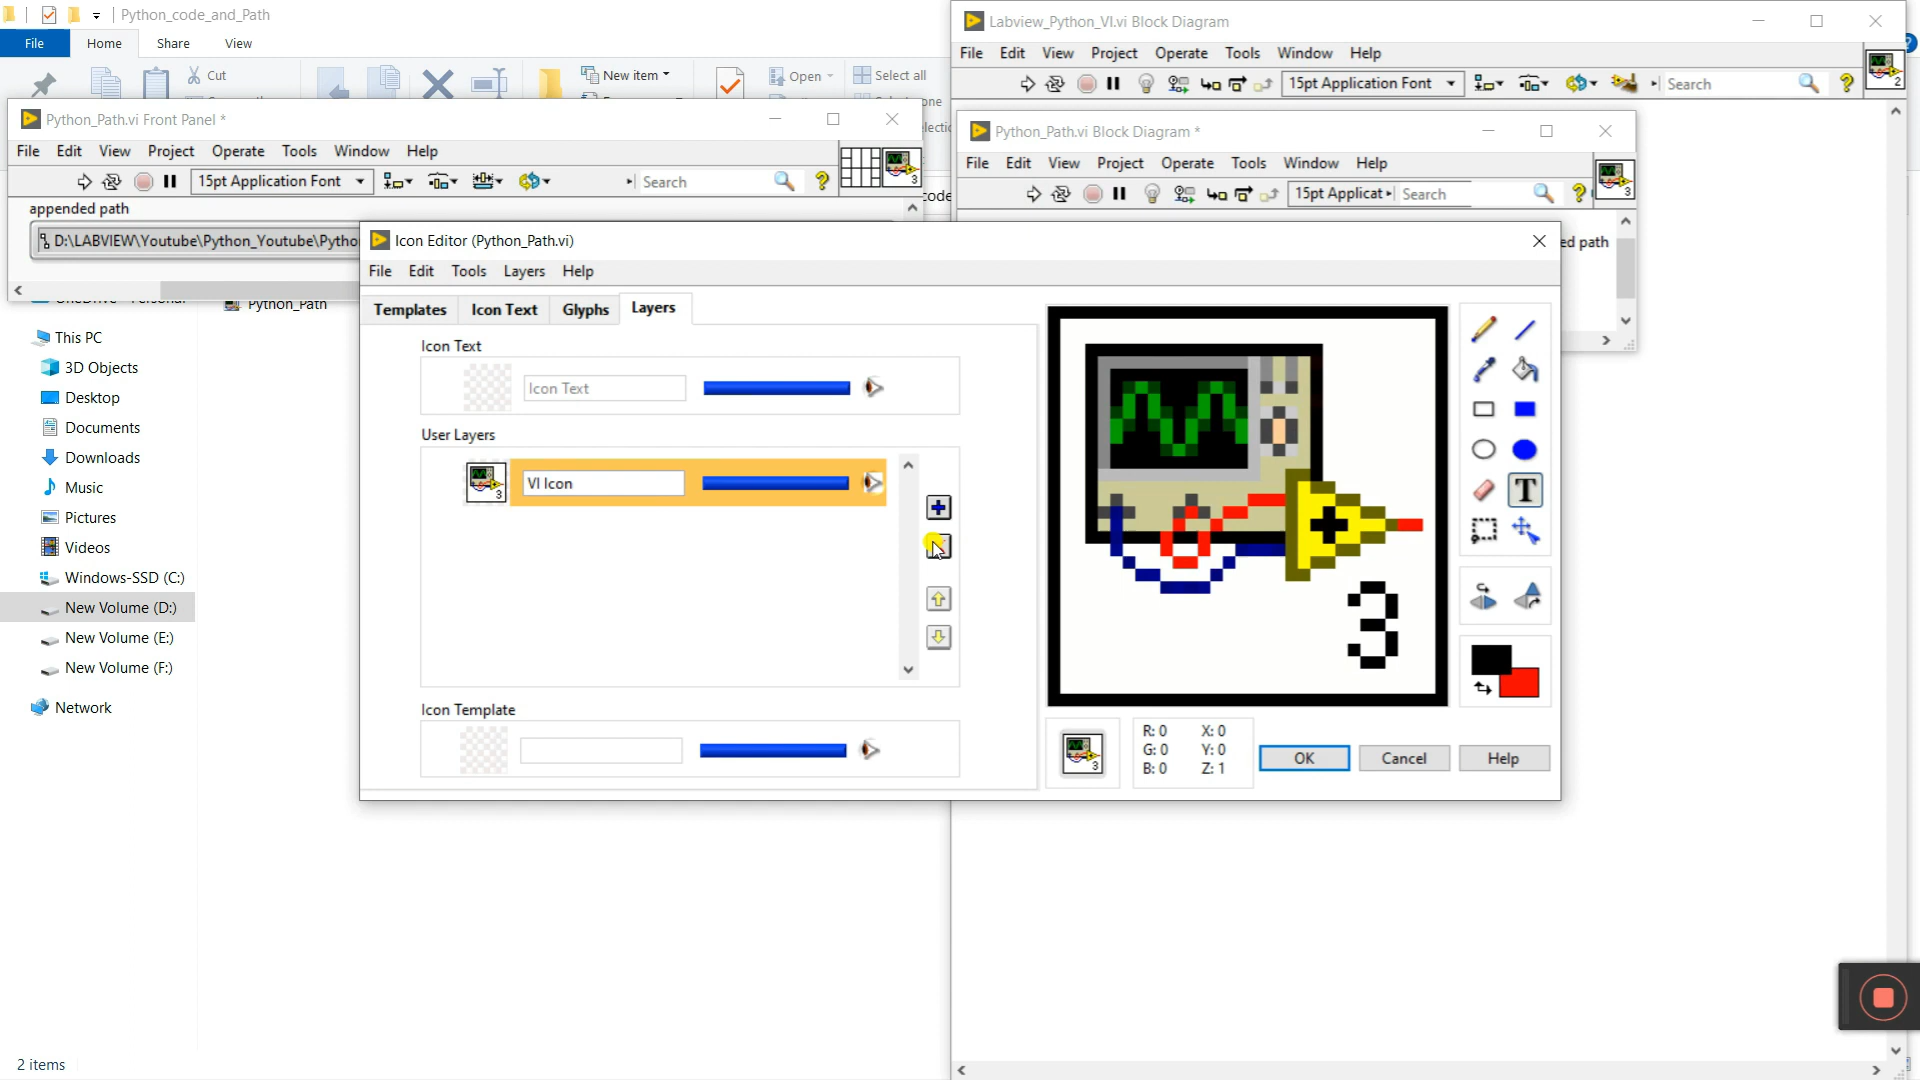 Python_code_and_Path
File Home Share View
Cut
New item
Open
Select all
Python_Path.vi Front Panel *
File Edit View Project Operate Tools Window Help
15pt Application Font
Search
appended path
D:\LABVIEW\Youtube\Python_Youtube\Pytho
Python_Path
This PC
3D Objects
Desktop
Documents
Downloads
Music
Pictures
Videos
Windows-SSD (C:)
New Volume (D:)
New Volume (E:)
New Volume (F:)
Network
2 items
Labview_Python_VI.vi Block Diagram
File Edit View Project Operate Tools Window Help
15pt Application Font
Search
2
Python_Path.vi Block Diagram *
File Edit View Project Operate Tools Window Help
15pt Applicat
Search
3
ed path
Icon Editor (Python_Path.vi)
File Edit Tools Layers Help
Templates Icon Text Glyphs Layers
Icon Text
Icon Text
User Layers
VI Icon
Icon Template
3
R: 0 X: 0
G: 0 Y: 0
B: 0 Z: 1
OK Cancel Help